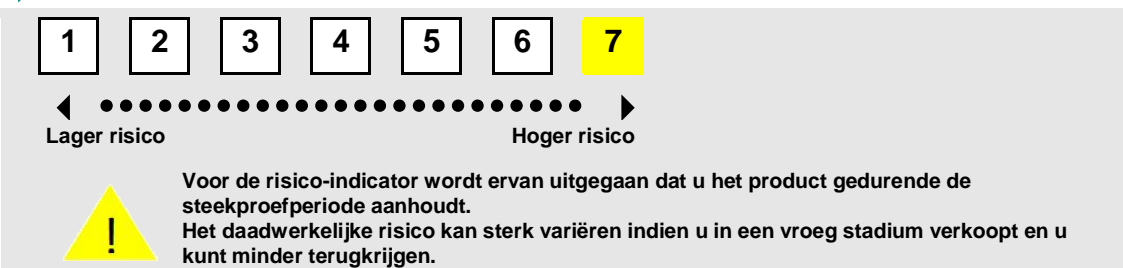 1 2 3 4 5 6 7
Lager risico Hoger risico
!
Voor de risico-indicator wordt ervan uitgegaan dat u het product gedurende de
steekproefperiode aanhoudt.
Het daadwerkelijke risico kan sterk variëren indien u in een vroeg stadium verkoopt en u
kunt minder terugkrijgen.